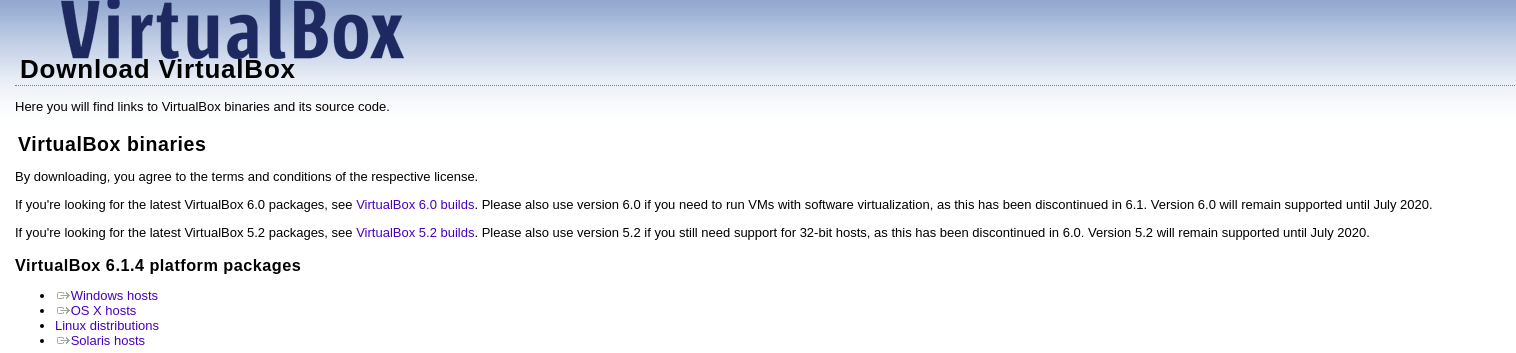 VirtualBox
Download VirtualBox
Here you will find links to VirtualBox binaries and its source code.
VirtualBox binaries
By downloading, you agree to the terms and conditions of the respective license.
If you're looking for the latest VirtualBox 6.0 packages, see VirtualBox 6.0 builds. Please also use version 6.0 if you need to run VMs with software virtualization, as this has been discontinued in 6.1. Version 6.0 will remain supported until July 2020.
If you're looking for the latest VirtualBox 5.2 packages, see VirtualBox 5.2 builds. Please also use version 5.2 if you still need support for 32-bit hosts, as this has been discontinued in 6.0. Version 5.2 will remain supported until July 2020.
VirtualBox 6.1.4 platform packages
• Windows hosts
• OS X hosts
• Linux distributions
• Solaris hosts